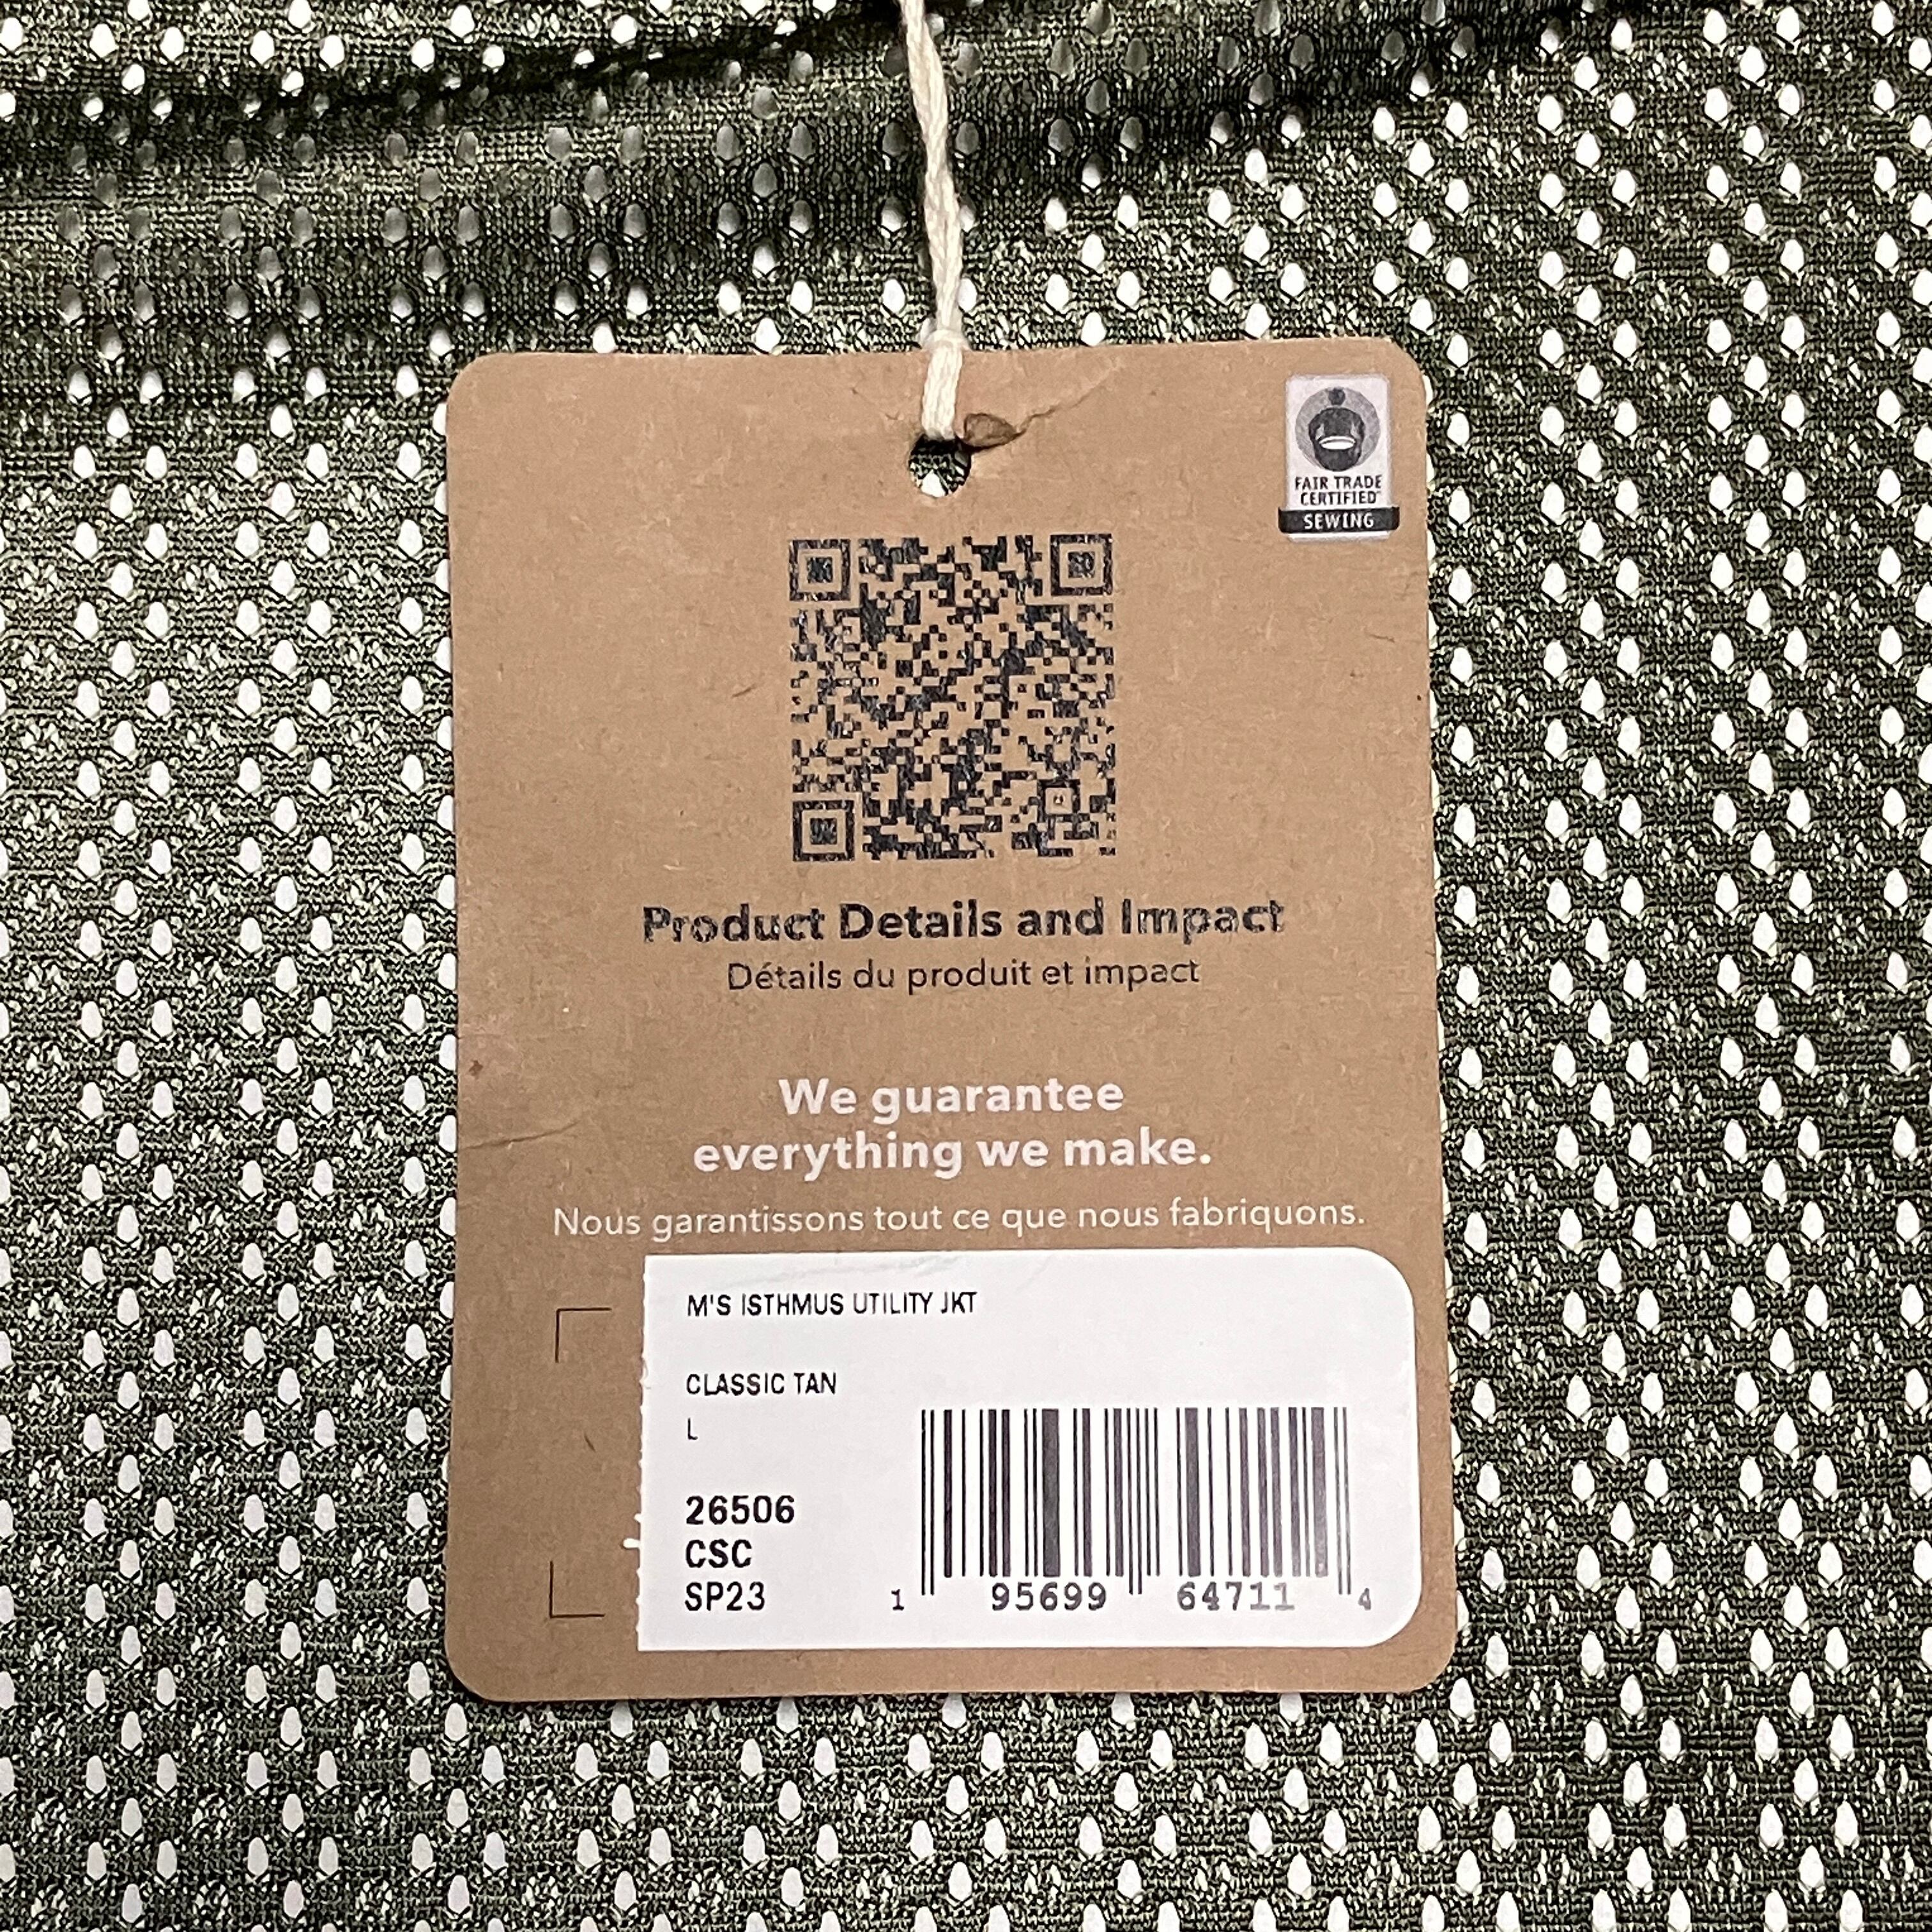 FAIR TRADE
CERTIFIED
SEWING
Product Details and Impact
Détails du produit et impact
We guarantee
everything we make.
Nous garantissons tout ce que nous fabriquons.
M'S ISTHMUS UTILITY JKT
CLASSIC TAN
L
26506
CSC
SP23
1 95699 64711 4